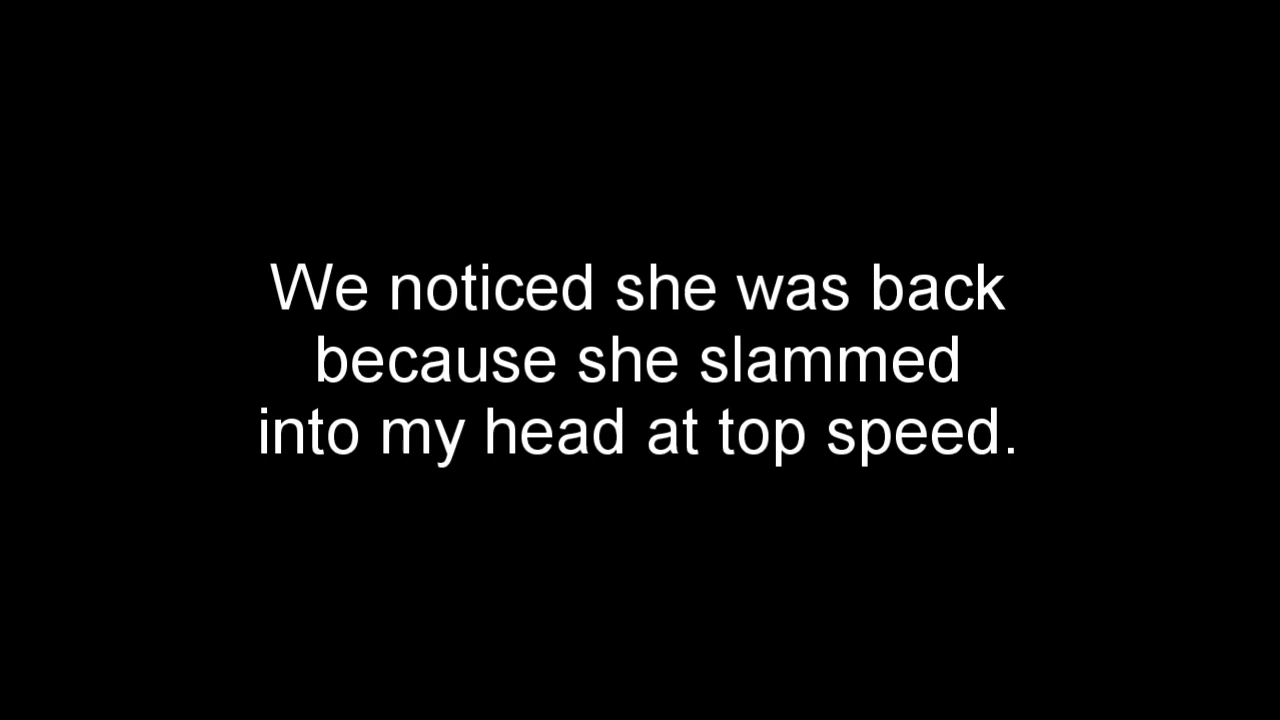 We noticed she was back
because she slammed
into my head at top speed.